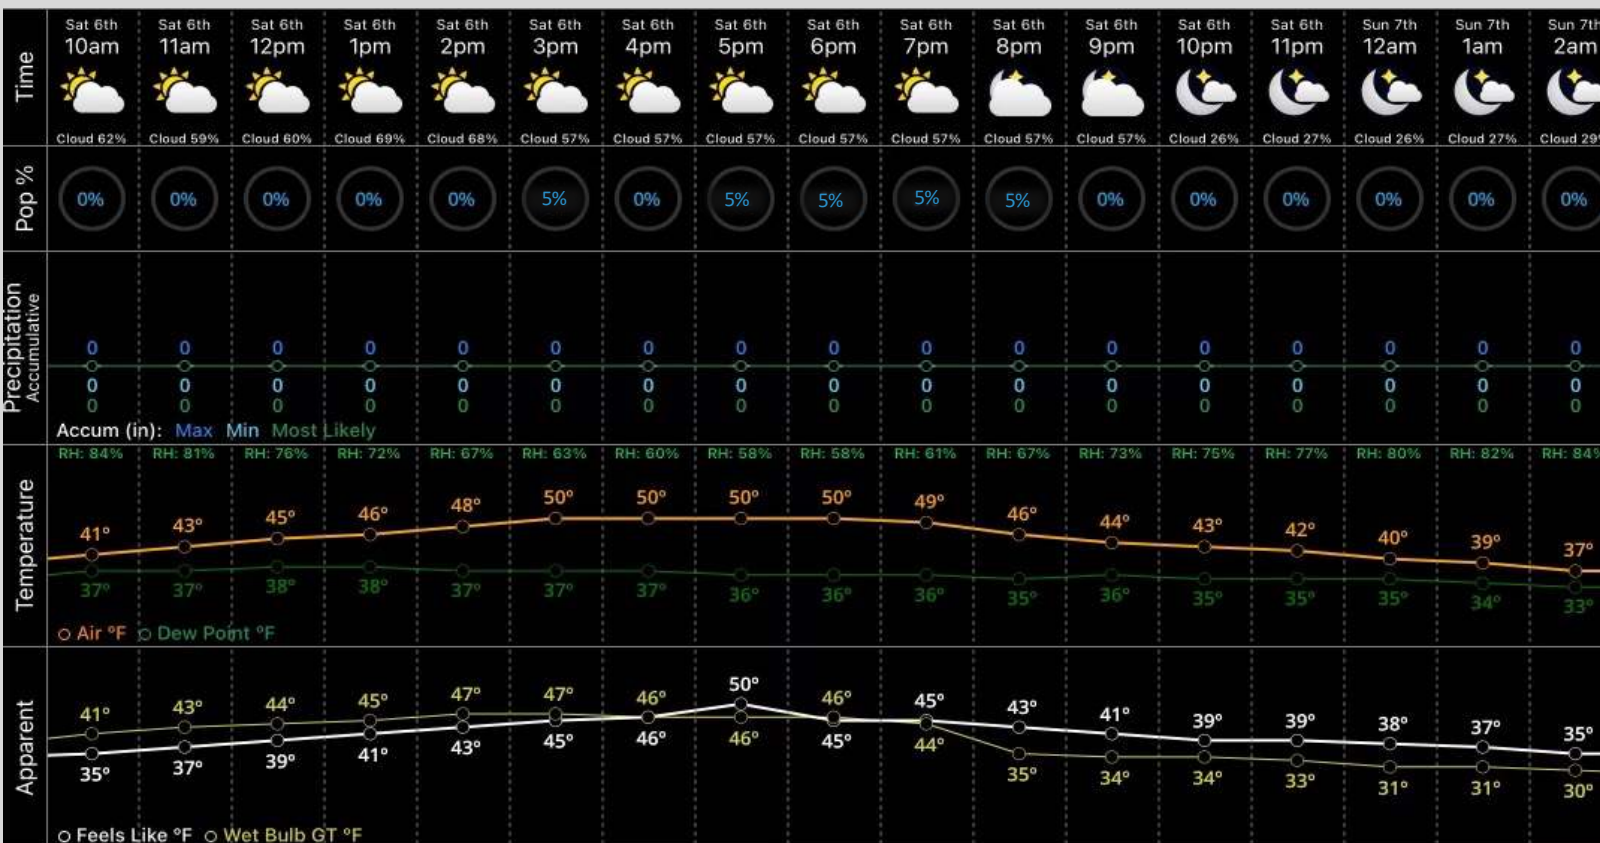 Time
Sat 6th Sat 6th Sat 6th Sat 6th Sat 6th Sat 6th Sat 6th Sat 6th Sat 6th Sat 6th Sat 6th Sat 6th Sat 6th Sat 6th Sun 7th Sun 7th Sun 7th
10am 11am 12pm 1pm 2pm 3pm 4pm 5pm 6pm 7pm 8pm 9pm 10pm 11pm 12am 1am 2am
Cloud 62% Cloud 59% Cloud 60% Cloud 69% Cloud 68% Cloud 57% Cloud 57% Cloud 57% Cloud 57% Cloud 57% Cloud 57% Cloud 57% Cloud 26% Cloud 27% Cloud 26% Cloud 27% Cloud 29%
Pop %
0% 0% 0% 0% 0% 5% 0% 5% 5% 5% 5% 0% 0% 0% 0% 0% 0%
Precipitation
Accumulative
0 0 0 0 0 0 0 0 0 0 0 0 0 0 0 0 0
0 0 0 0 0 0 0 0 0 0 0 0 0 0 0 0 0
0 0 0 0 0 0 0 0 0 0 0 0 0 0 0 0 0
Accum (in): Max Min Most Likely
Temperature
RH: 84% RH: 81% RH: 76% RH: 72% RH: 67% RH: 63% RH: 60% RH: 58% RH: 58% RH: 61% RH: 67% RH: 73% RH: 75% RH: 77% RH: 80% RH: 82% RH: 84%
41° 43° 45° 46° 48° 50° 50° 50° 50° 49° 46° 44° 43° 42° 40° 39° 37°
37° 37° 38° 38° 37° 37° 37° 36° 36° 36° 35° 36° 35° 35° 35° 34° 33°
Air °F Dew Point °F
Apparent
41° 43° 44° 45° 47° 47° 46° 50° 46° 45° 43° 41° 39° 39° 38° 37° 35°
35° 37° 39° 41° 43° 45° 46° 46° 45° 44° 35° 34° 34° 33° 31° 31° 30°
Feels Like °F Wet Bulb GT °F